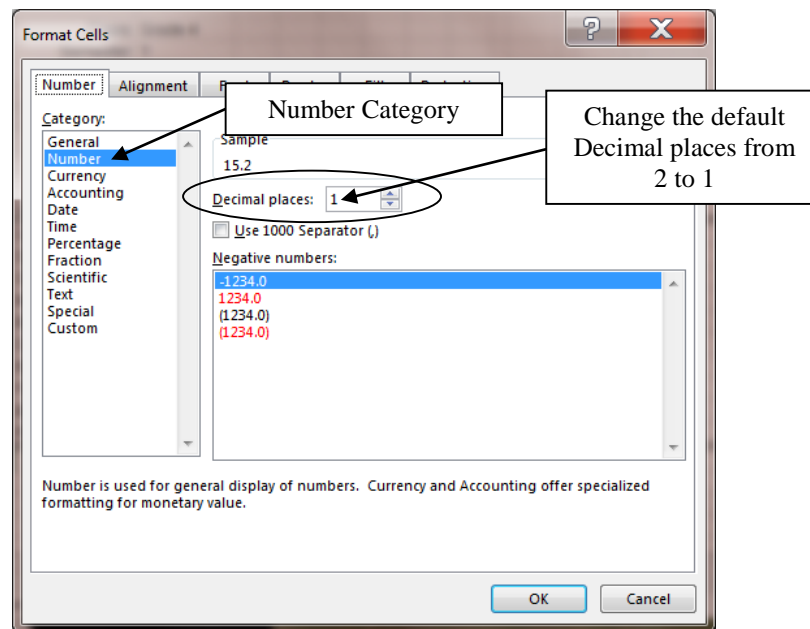 Format Cells
Number Alignment
Number Category
Change the default
Decimal places from
2 to 1
Category:
General
Number
Currency
Accounting
Date
Time
Percentage
Fraction
Scientific
Text
Special
Custom
Sample
15.2
Decimal places: 1
Use 1000 Separator (,)
Negative numbers:
-1234.0
1234.0
(1234.0)
(1234.0)
Number is used for general display of numbers. Currency and Accounting offer specialized
formatting for monetary value.
OK Cancel